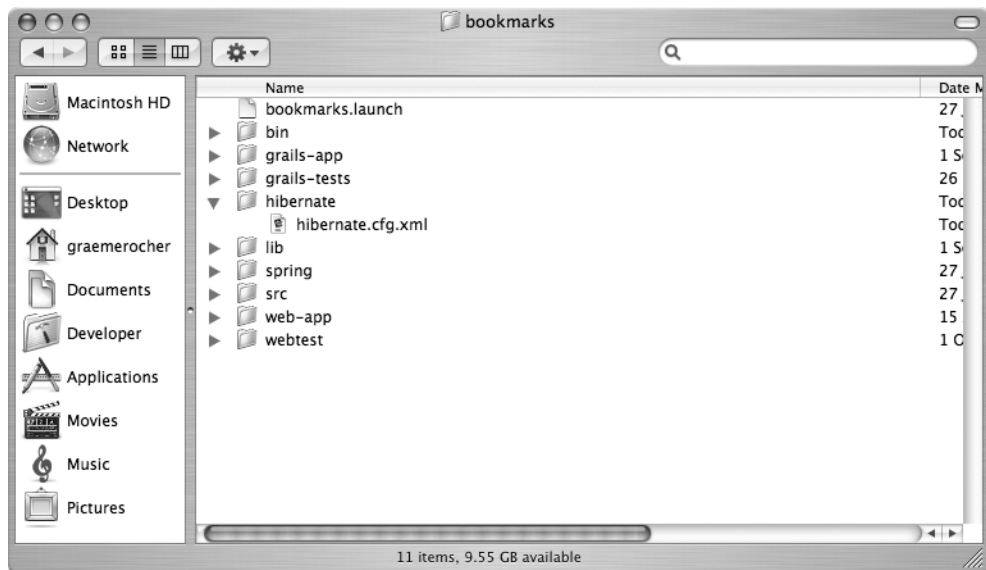 bookmarks
Name Date M
bookmarks.launch 27
bin Tod
grails-app 1 S
grails-tests 26
hibernate Tod
hibernate.cfg.xml Tod
lib 1 S
spring 27
src 27
web-app 15
webtest 1 O
Macintosh HD
Network
Desktop
graemerocher
Documents
Developer
Applications
Movies
Music
Pictures
11 items, 9.55 GB available